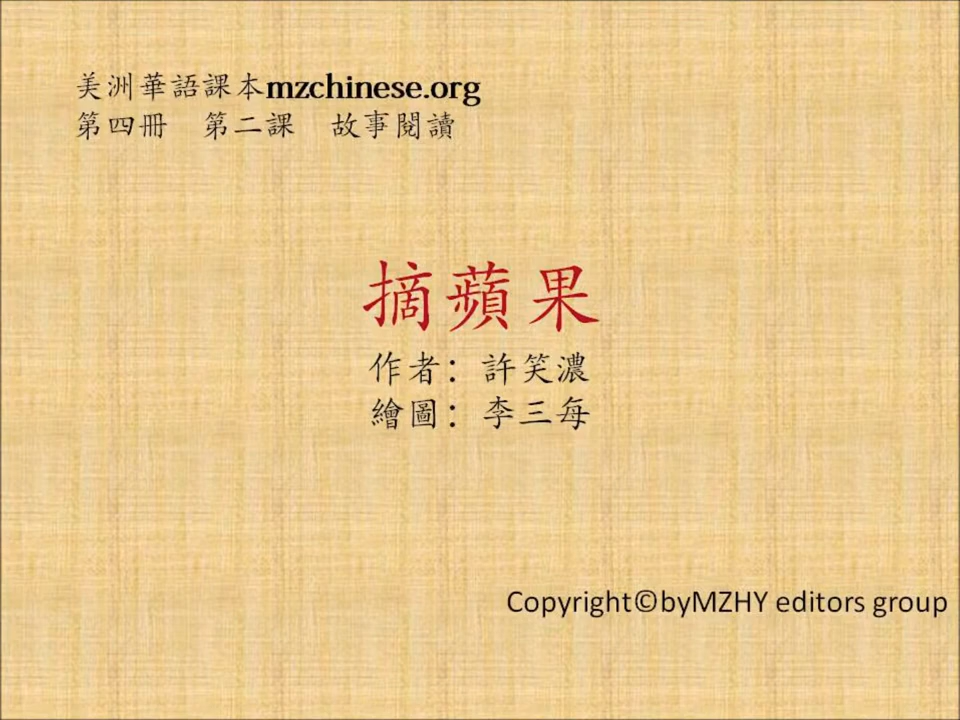 美洲華語課本mzchinese.org
第四冊　第二課　故事閱讀
摘蘋果
作者：許笑濃
繪圖：李三每
Copyright©byMZHY editors group